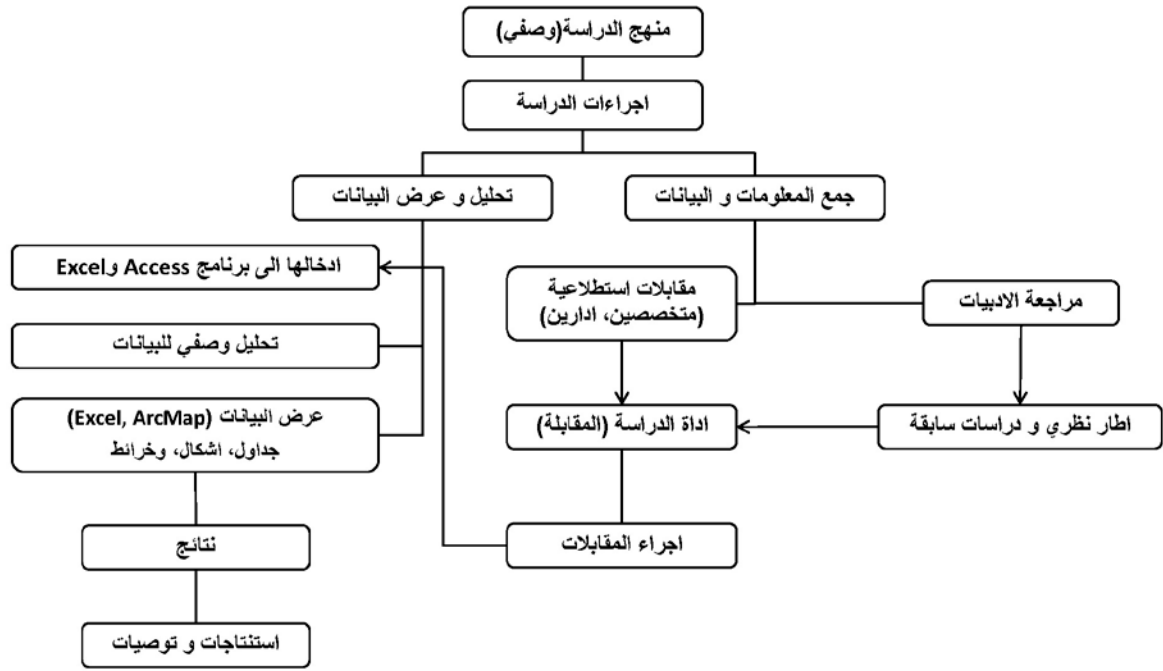 منهج الدراسة(وصفي)
اجراءات الدراسة
جمع المعلومات و البيانات
تحليل و عرض البيانات
مراجعة الادبيات
مقابلات استطلاعية
(متخصصين، ادارين)
ادخالها الى برنامج Access وExcel
تحليل وصفي للبيانات
اطار نظري و دراسات سابقة
اداة الدراسة (المقابلة)
عرض البيانات (Excel, ArcMap)
جداول، اشكال، وخرائط
اجراء المقابلات
نتائج
استنتاجات و توصيات